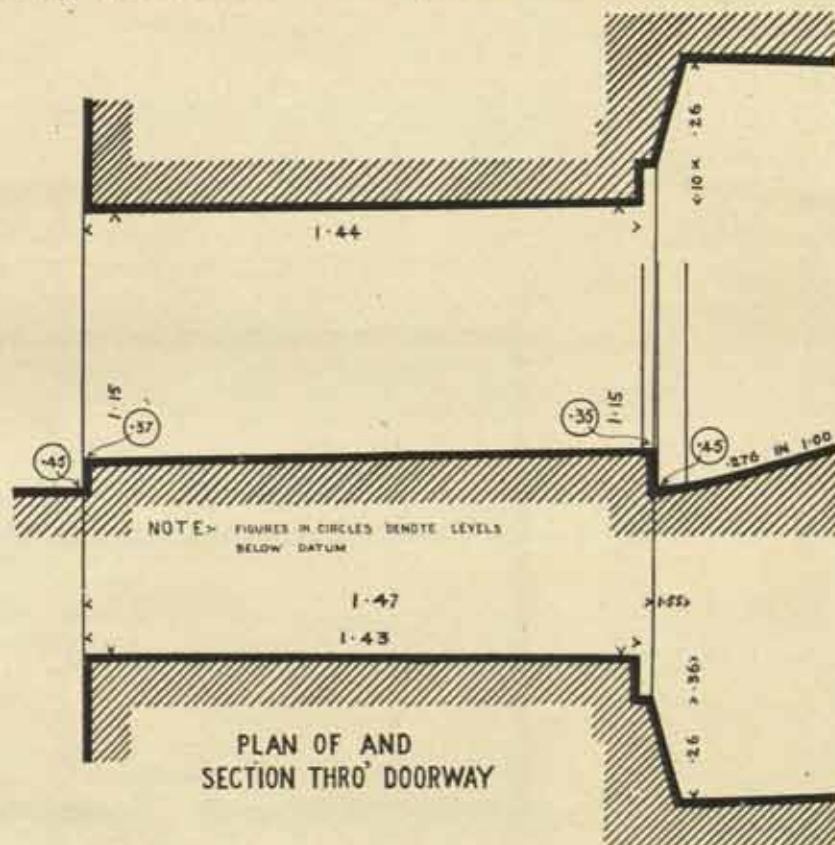 ·26
·10
1·44
1·15
·37
·35
1·15
·45
·45
·276 IN 1·00
NOTE> FIGURES IN CIRCLES DENOTE LEVELS
BELOW DATUM
1·47
1·43
·36
·26
PLAN OF AND
SECTION THRO' DOORWAY